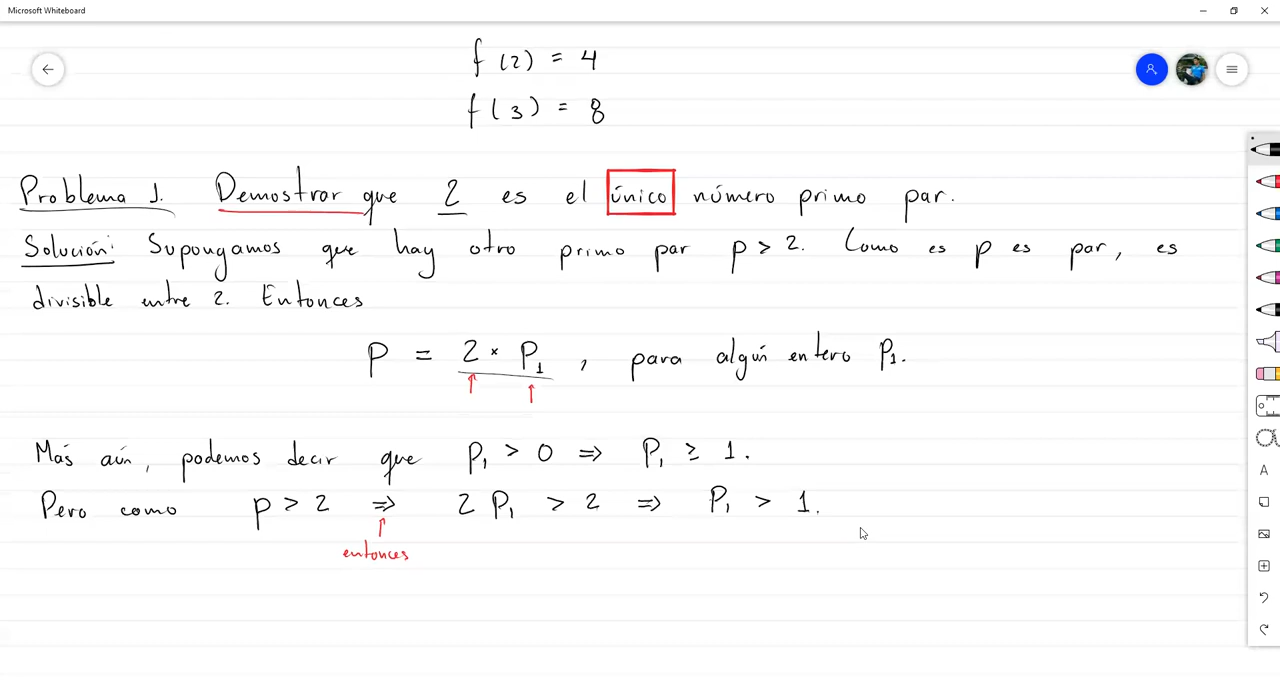 Microsoft Whiteboard
f(2) = 4
f(3) = 8
Problema 1. Demostrar que 2 es el único número primo par.
Solución: Supongamos que hay otro primo par p > 2. Como es p es par, es
divisible entre 2. Entonces
P = 2 × P₁, para algún entero P₁.
Más aún, podemos decir que P₁ > 0 ⇒ P₁ ≥ 1.
Pero como p > 2 ⇒ 2 P₁ > 2 ⇒ P₁ > 1.
entonces
A